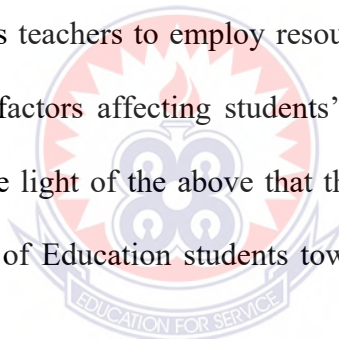 s teachers to employ resou
factors affecting students'
e light of the above that th
of Education students tow
EDUCATION FOR SERVICE